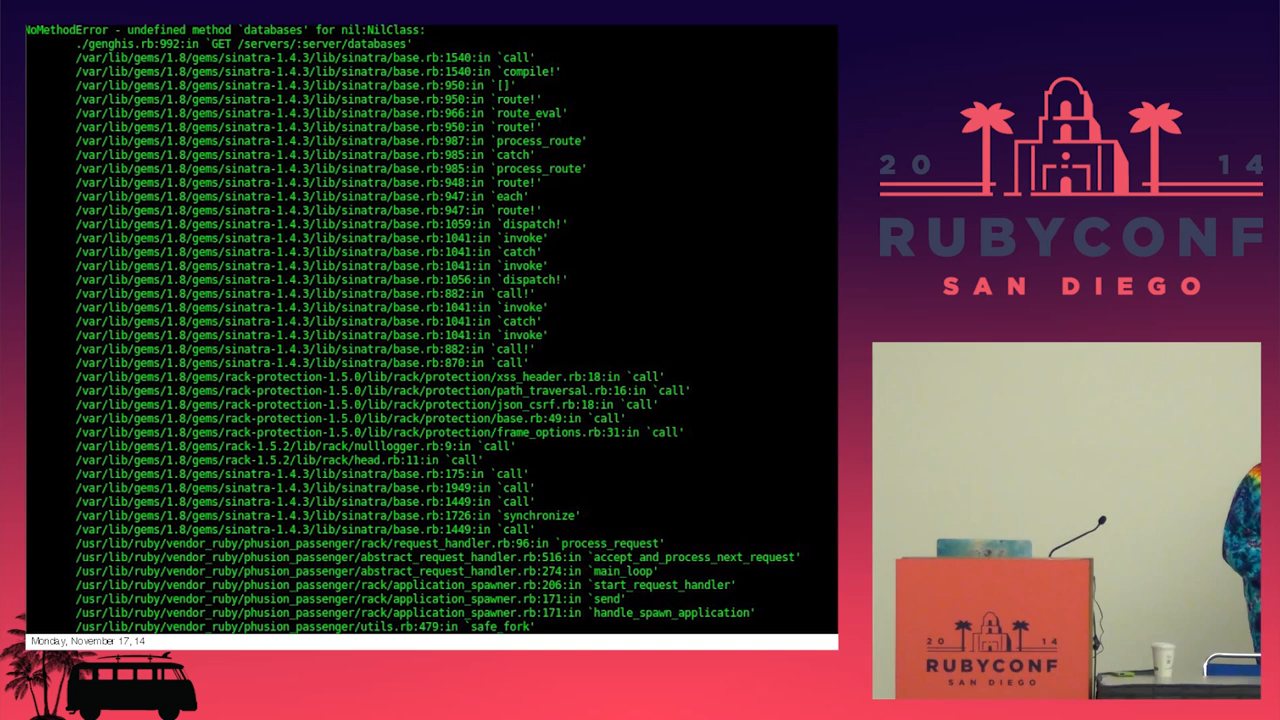 NoMethodError - undefined method `databases' for nil:NilClass:
./genghis.rb:992:in `GET /servers/:server/databases'
/var/lib/gems/1.8/gems/sinatra-1.4.3/lib/sinatra/base.rb:1540:in `call'
/var/lib/gems/1.8/gems/sinatra-1.4.3/lib/sinatra/base.rb:1540:in `compile!'
/var/lib/gems/1.8/gems/sinatra-1.4.3/lib/sinatra/base.rb:950:in `[]'
/var/lib/gems/1.8/gems/sinatra-1.4.3/lib/sinatra/base.rb:950:in `route!'
/var/lib/gems/1.8/gems/sinatra-1.4.3/lib/sinatra/base.rb:966:in `route_eval'
/var/lib/gems/1.8/gems/sinatra-1.4.3/lib/sinatra/base.rb:950:in `route!'
/var/lib/gems/1.8/gems/sinatra-1.4.3/lib/sinatra/base.rb:987:in `process_route'
/var/lib/gems/1.8/gems/sinatra-1.4.3/lib/sinatra/base.rb:985:in `catch'
/var/lib/gems/1.8/gems/sinatra-1.4.3/lib/sinatra/base.rb:985:in `process_route'
/var/lib/gems/1.8/gems/sinatra-1.4.3/lib/sinatra/base.rb:948:in `route!'
/var/lib/gems/1.8/gems/sinatra-1.4.3/lib/sinatra/base.rb:947:in `each'
/var/lib/gems/1.8/gems/sinatra-1.4.3/lib/sinatra/base.rb:947:in `route!'
/var/lib/gems/1.8/gems/sinatra-1.4.3/lib/sinatra/base.rb:1059:in `dispatch!'
/var/lib/gems/1.8/gems/sinatra-1.4.3/lib/sinatra/base.rb:1041:in `invoke'
/var/lib/gems/1.8/gems/sinatra-1.4.3/lib/sinatra/base.rb:1041:in `catch'
/var/lib/gems/1.8/gems/sinatra-1.4.3/lib/sinatra/base.rb:1041:in `invoke'
/var/lib/gems/1.8/gems/sinatra-1.4.3/lib/sinatra/base.rb:1056:in `dispatch!'
/var/lib/gems/1.8/gems/sinatra-1.4.3/lib/sinatra/base.rb:882:in `call!'
/var/lib/gems/1.8/gems/sinatra-1.4.3/lib/sinatra/base.rb:1041:in `invoke'
/var/lib/gems/1.8/gems/sinatra-1.4.3/lib/sinatra/base.rb:1041:in `catch'
/var/lib/gems/1.8/gems/sinatra-1.4.3/lib/sinatra/base.rb:1041:in `invoke'
/var/lib/gems/1.8/gems/sinatra-1.4.3/lib/sinatra/base.rb:882:in `call!'
/var/lib/gems/1.8/gems/sinatra-1.4.3/lib/sinatra/base.rb:870:in `call'
/var/lib/gems/1.8/gems/rack-protection-1.5.0/lib/rack/protection/xss_header.rb:18:in `call'
/var/lib/gems/1.8/gems/rack-protection-1.5.0/lib/rack/protection/path_traversal.rb:16:in `call'
/var/lib/gems/1.8/gems/rack-protection-1.5.0/lib/rack/protection/json_csrf.rb:18:in `call'
/var/lib/gems/1.8/gems/rack-protection-1.5.0/lib/rack/protection/base.rb:49:in `call'
/var/lib/gems/1.8/gems/rack-protection-1.5.0/lib/rack/protection/frame_options.rb:31:in `call'
/var/lib/gems/1.8/gems/rack-1.5.2/lib/rack/nulllogger.rb:9:in `call'
/var/lib/gems/1.8/gems/rack-1.5.2/lib/rack/head.rb:11:in `call'
/var/lib/gems/1.8/gems/sinatra-1.4.3/lib/sinatra/base.rb:175:in `call'
/var/lib/gems/1.8/gems/sinatra-1.4.3/lib/sinatra/base.rb:1949:in `call'
/var/lib/gems/1.8/gems/sinatra-1.4.3/lib/sinatra/base.rb:1449:in `call'
/var/lib/gems/1.8/gems/sinatra-1.4.3/lib/sinatra/base.rb:1726:in `synchronize'
/var/lib/gems/1.8/gems/sinatra-1.4.3/lib/sinatra/base.rb:1449:in `call'
/usr/lib/ruby/vendor_ruby/phusion_passenger/rack/request_handler.rb:96:in `process_request'
/usr/lib/ruby/vendor_ruby/phusion_passenger/abstract_request_handler.rb:516:in `accept_and_process_next_request'
/usr/lib/ruby/vendor_ruby/phusion_passenger/abstract_request_handler.rb:274:in `main_loop'
/usr/lib/ruby/vendor_ruby/phusion_passenger/rack/application_spawner.rb:206:in `start_request_handler'
/usr/lib/ruby/vendor_ruby/phusion_passenger/rack/application_spawner.rb:171:in `send'
/usr/lib/ruby/vendor_ruby/phusion_passenger/rack/application_spawner.rb:171:in `handle_spawn_application'
/usr/lib/ruby/vendor_ruby/phusion_passenger/utils.rb:479:in `safe_fork'
Monday, November 17, 14
20 14
RUBYCONF
SAN DIEGO
20 14
RUBYCONF
SAN DIEGO